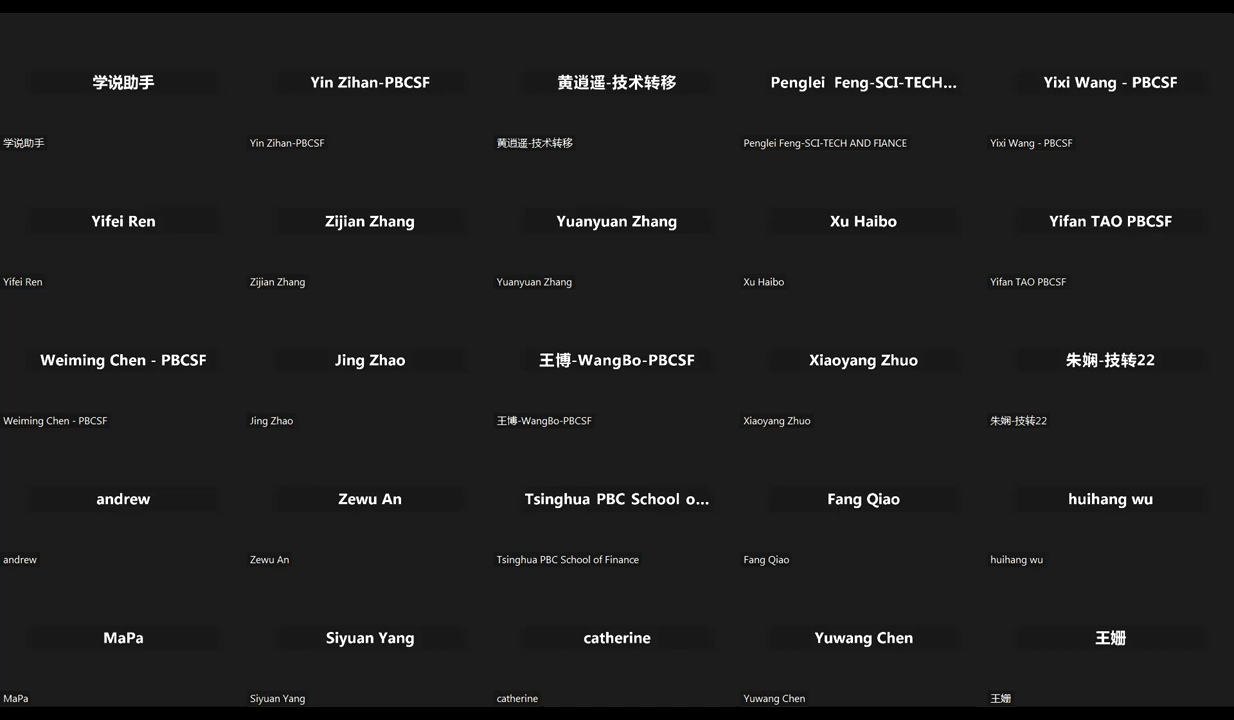 学说助手
Yin Zihan-PBCSF
黄逍遥-技术转移
Penglei Feng-SCI-TECH...
Yixi Wang - PBCSF
学说助手
Yin Zihan-PBCSF
黄逍遥-技术转移
Penglei Feng-SCI-TECH AND FIANCE
Yixi Wang - PBCSF
Yifei Ren
Zijian Zhang
Yuanyuan Zhang
Xu Haibo
Yifan TAO PBCSF
Yifei Ren
Zijian Zhang
Yuanyuan Zhang
Xu Haibo
Yifan TAO PBCSF
Weiming Chen - PBCSF
Jing Zhao
王博-WangBo-PBCSF
Xiaoyang Zhuo
朱娴-技转22
Weiming Chen - PBCSF
Jing Zhao
王博-WangBo-PBCSF
Xiaoyang Zhuo
朱娴-技转22
andrew
Zewu An
Tsinghua PBC School o...
Fang Qiao
huihang wu
andrew
Zewu An
Tsinghua PBC School of Finance
Fang Qiao
huihang wu
MaPa
Siyuan Yang
catherine
Yuwang Chen
王姗
MaPa
Siyuan Yang
catherine
Yuwang Chen
王姗